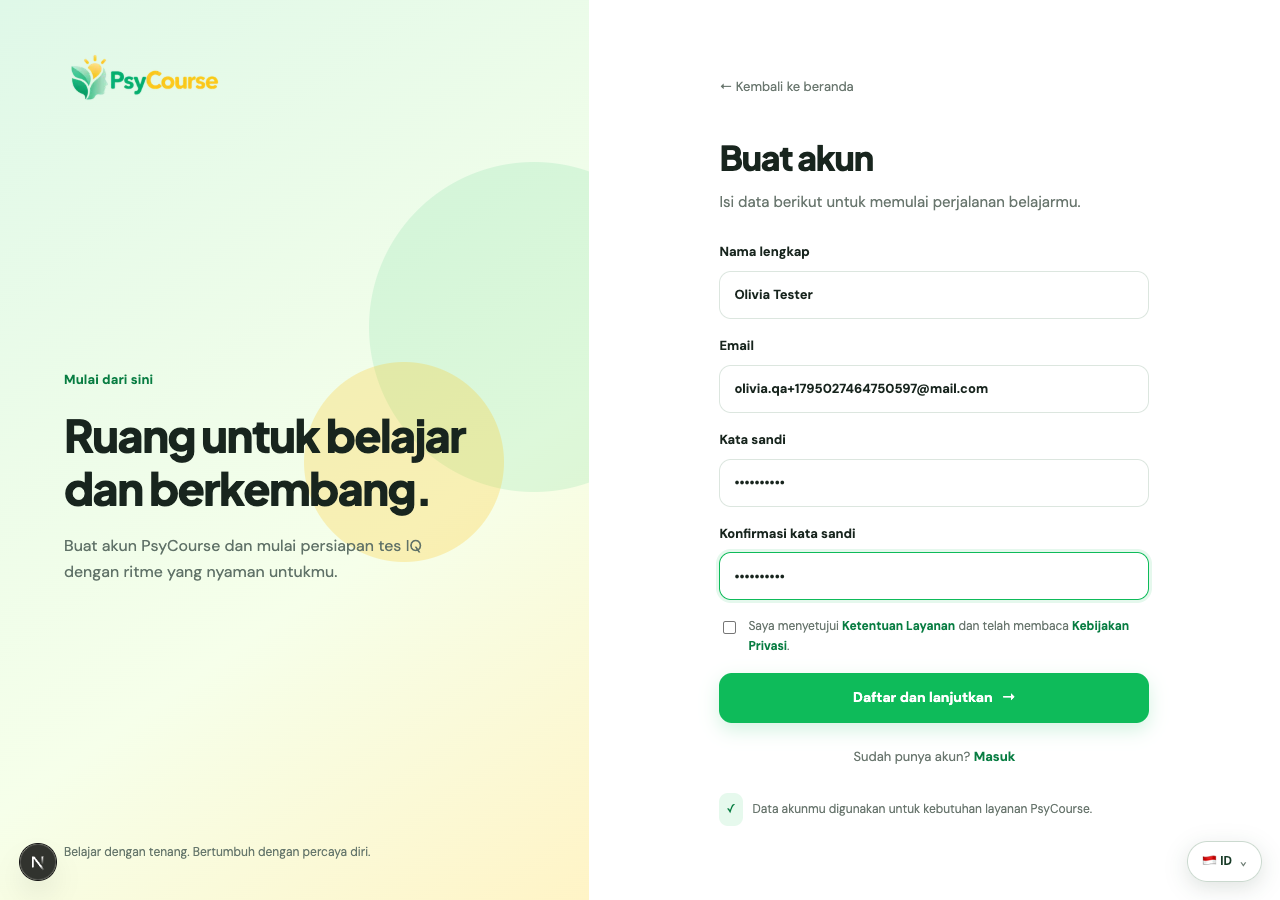 PsyCourse
Mulai dari sini
Ruang untuk belajar
dan berkembang.
Buat akun PsyCourse dan mulai persiapan tes IQ
dengan ritme yang nyaman untukmu.
Belajar dengan tenang. Bertumbuh dengan percaya diri.
N
← Kembali ke beranda
Buat akun
Isi data berikut untuk memulai perjalanan belajarmu.
Nama lengkap
Olivia Tester
Email
olivia.qa+1795027464750597@mail.com
Kata sandi
••••••••••
Konfirmasi kata sandi
••••••••••
Saya menyetujui Ketentuan Layanan dan telah membaca Kebijakan
Privasi.
Daftar dan lanjutkan →
Sudah punya akun? Masuk
✓ Data akunmu digunakan untuk kebutuhan layanan PsyCourse.
🇮🇩 ID ⌄